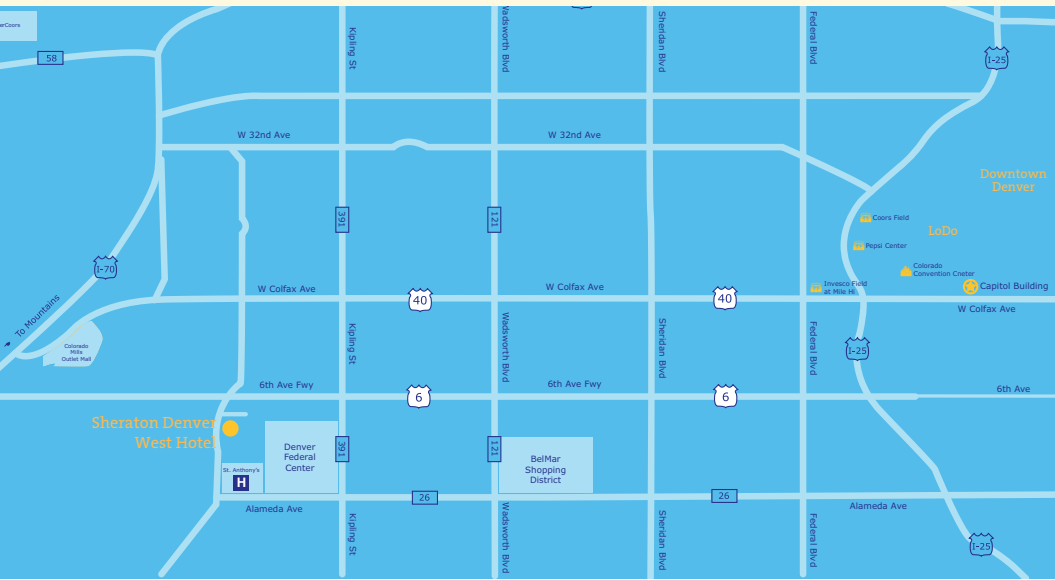 arCoors
58
Kipling St
Wadsworth Blvd
Sheridan Blvd
Federal Blvd
I-25
W 32nd Ave
W 32nd Ave
Downtown
Denver
391
121
Coors Field
LoDo
Pepsi Center
I-70
Colorado
Convention Cneter
W Colfax Ave
W Colfax Ave
Invesco Field
at Mile Hi
Capitol Building
40
40
W Colfax Ave
To Mountains
Kipling St
Wadsworth Blvd
Sheridan Blvd
Federal Blvd
I-25
Colorado
Mills
Outlet Mall
6th Ave Fwy
6th Ave Fwy
6th Ave
6
6
Sheraton Denver
West Hotel
Denver
Federal
Center
391
121
BelMar
Shopping
District
St. Anthony's
H
26
26
Alameda Ave
Alameda Ave
Kipling St
Wadsworth Blvd
Sheridan Blvd
Federal Blvd
I-25